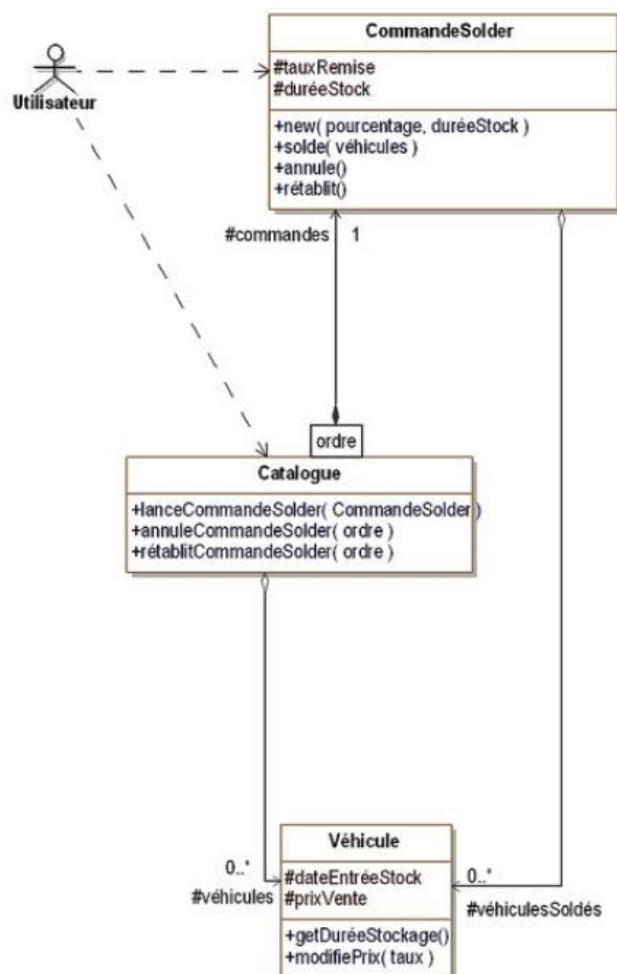 CommandeSolder
#tauxRemise
#duréeStock
Utilisateur
+new( pourcentage, duréeStock )
+solde( véhicules )
+annule()
+rétablit()
#commandes 1
ordre
Catalogue
+lanceCommandeSolder( CommandeSolder )
+annuleCommandeSolder( ordre )
+rétablitCommandeSolder( ordre )
Véhicule
0..*
#dateEntréeStock
0..*
#véhicules
#prixVente
#véhiculesSoldés
+getDuréeStockage()
+modifiePrix( taux )